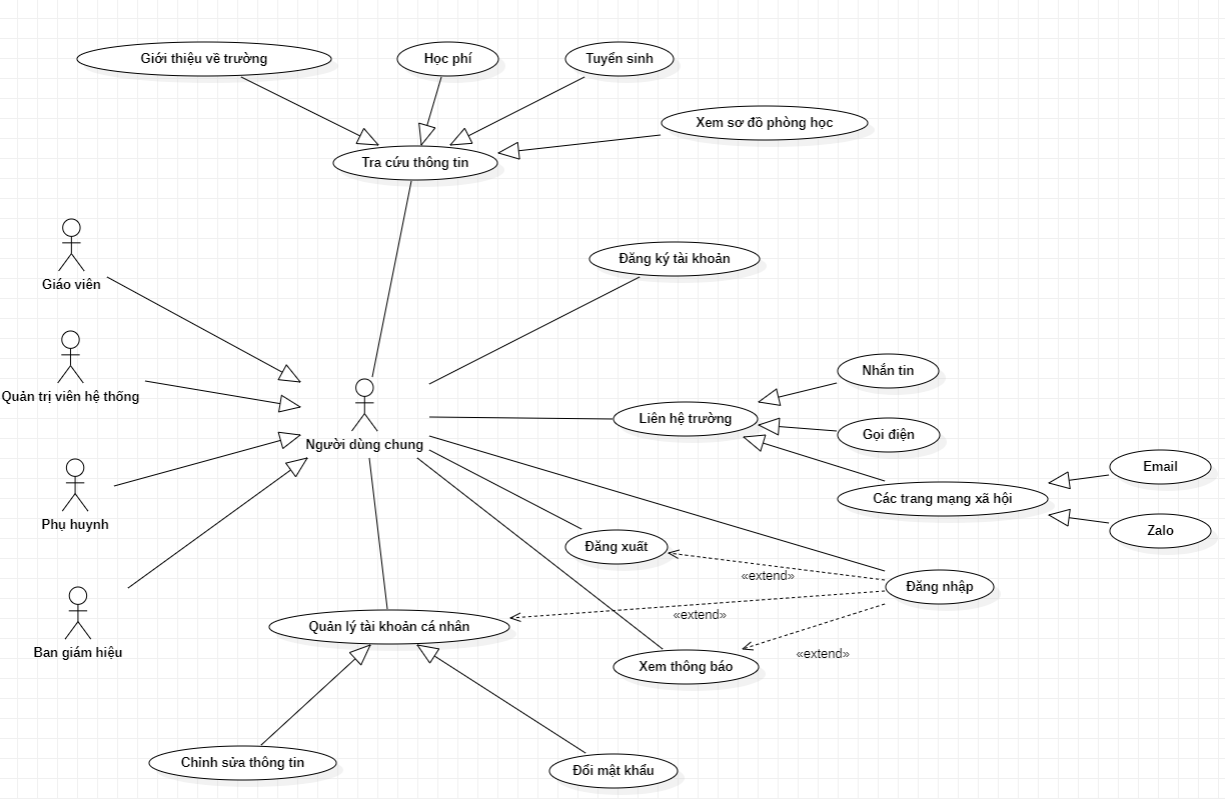 Giới thiệu về trường
Học phí
Tuyển sinh
Xem sơ đồ phòng học
Tra cứu thông tin
Giáo viên
Đăng ký tài khoản
Quản trị viên hệ thống
Nhắn tin
Liên hệ trường
Gọi điện
Người dùng chung
Email
Các trang mạng xã hội
Phụ huynh
Zalo
Đăng xuất
«extend»
Đăng nhập
«extend»
Quản lý tài khoản cá nhân
Ban giám hiệu
«extend»
Xem thông báo
Chỉnh sửa thông tin
Đổi mật khẩu